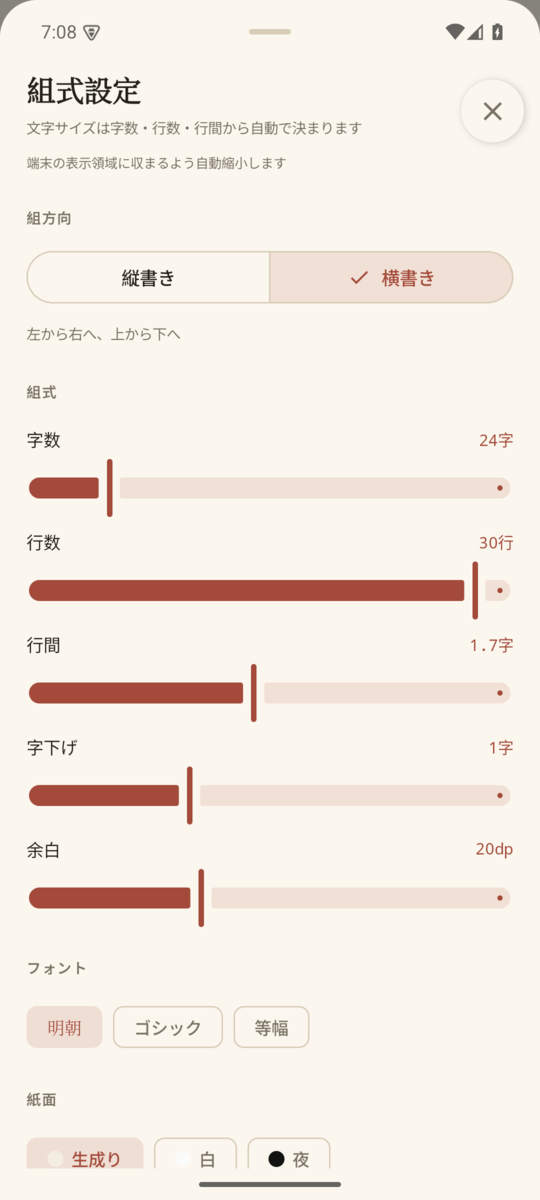 7:08
組式設定
文字サイズは字数・行数・行間から自動で決まります
端末の表示領域に収まるよう自動縮小します
組方向
縦書き 横書き
左から右へ、上から下へ
組式
字数 24字
行数 30行
行間 1.7字
字下げ 1字
余白 20dp
フォント
明朝 ゴシック 等幅
紙面
生成り 白 夜